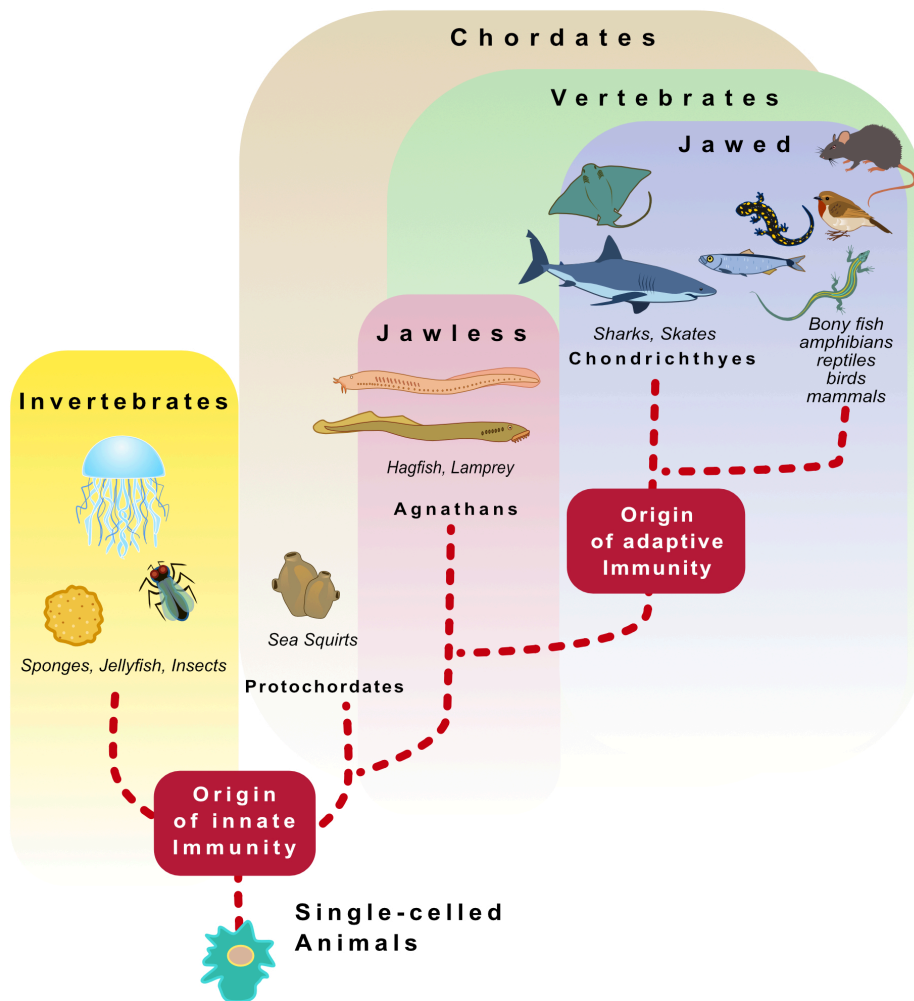 Chordates
Vertebrates
Jawed
Jawless
Invertebrates
Sharks, Skates
Chondrichthyes
Bony fish
amphibians
reptiles
birds
mammals
Hagfish, Lamprey
Agnathans
Origin
of adaptive
Immunity
Sea Squirts
Protochordates
Sponges, Jellyfish, Insects
Origin
of innate
Immunity
Single-celled
Animals